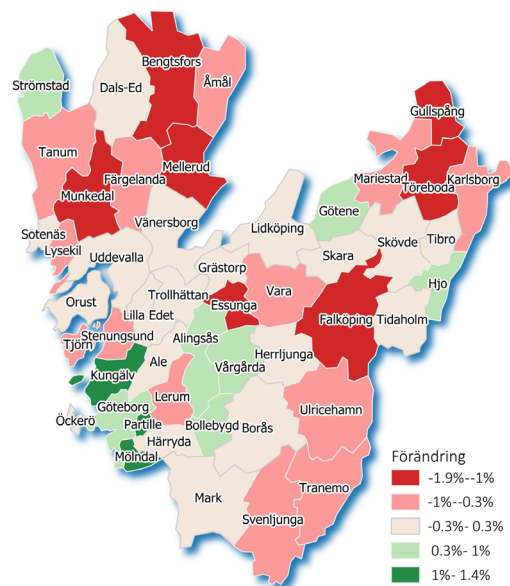 Bengtsfors
Åmål
Strömstad
Dals-Ed
Gullspång
Tanum
Mellerud
Färgelanda
Mariestad
Karlsborg
Töreboda
Munkedal
Götene
Vänersborg
Lidköping
Sotenäs
Skövde
Tibro
Lysekil
Uddevalla
Skara
Grästorp
Hjo
Trollhättan
Essunga
Vara
Orust
Lilla Edet
Falköping
Tidaholm
Stenungsund
Alingsås
Tjörn
Herrljunga
Ale
Vårgårda
Kungälv
Lerum
Göteborg
Ulricehamn
Öckerö
Partille
Bollebygd
Borås
Härryda
Mölndal
Mark
Tranemo
Svenljunga
Förändring
-1.9%--1%
-1%--0.3%
-0.3%- 0.3%
0.3%- 1%
1%- 1.4%